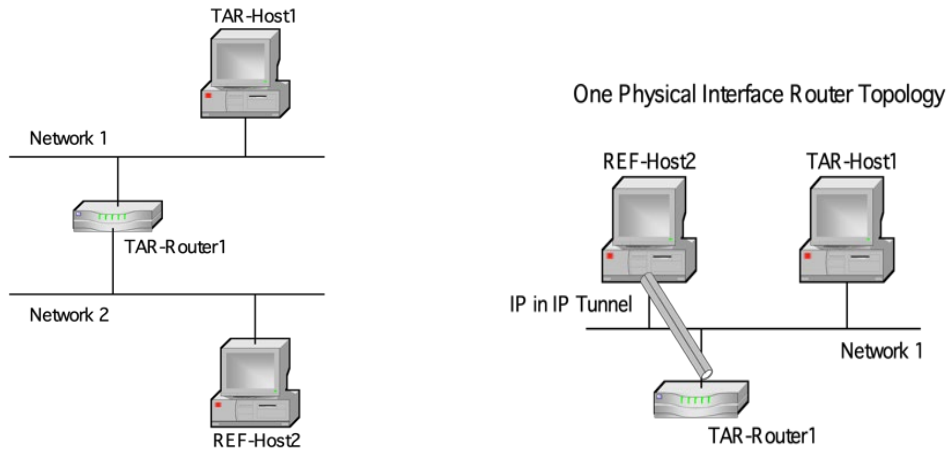 TAR-Host1
Network 1
TAR-Router1
Network 2
REF-Host2
One Physical Interface Router Topology
REF-Host2
TAR-Host1
IP in IP Tunnel
Network 1
TAR-Router1